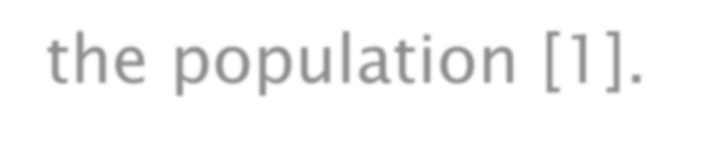 the population [1].